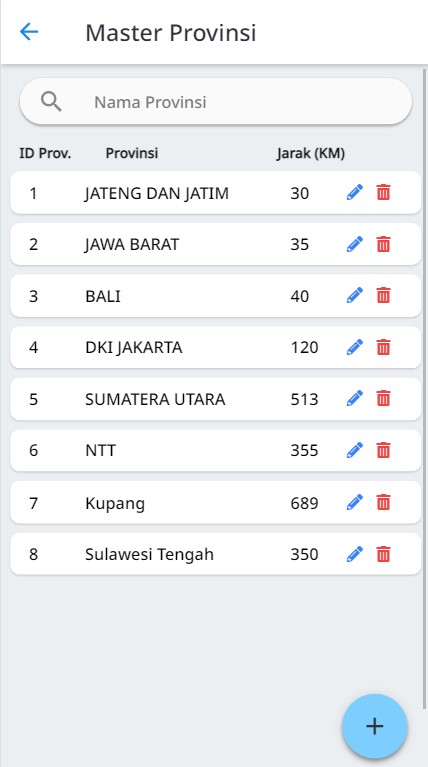 Master Provinsi
Nama Provinsi
ID Prov. Provinsi Jarak (KM)
1 JATENG DAN JATIM 30
2 JAWA BARAT 35
3 BALI 40
4 DKI JAKARTA 120
5 SUMATERA UTARA 513
6 NTT 355
7 Kupang 689
8 Sulawesi Tengah 350
+